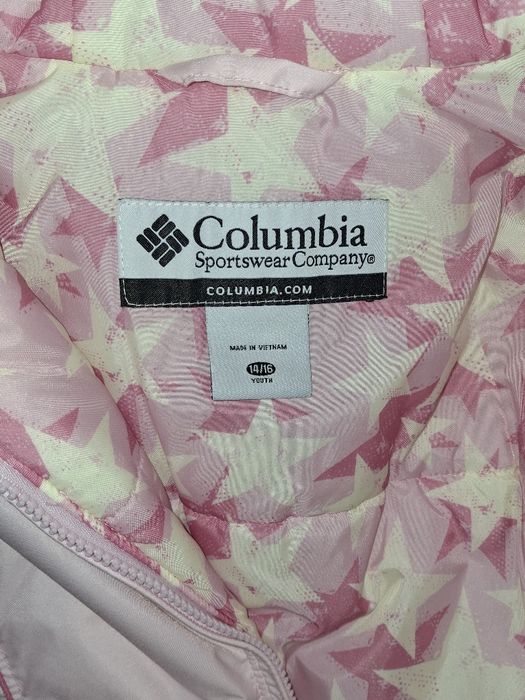 Columbia
Sportswear Company®
COLUMBIA.COM
MADE IN VIETNAM
14/16
YOUTH